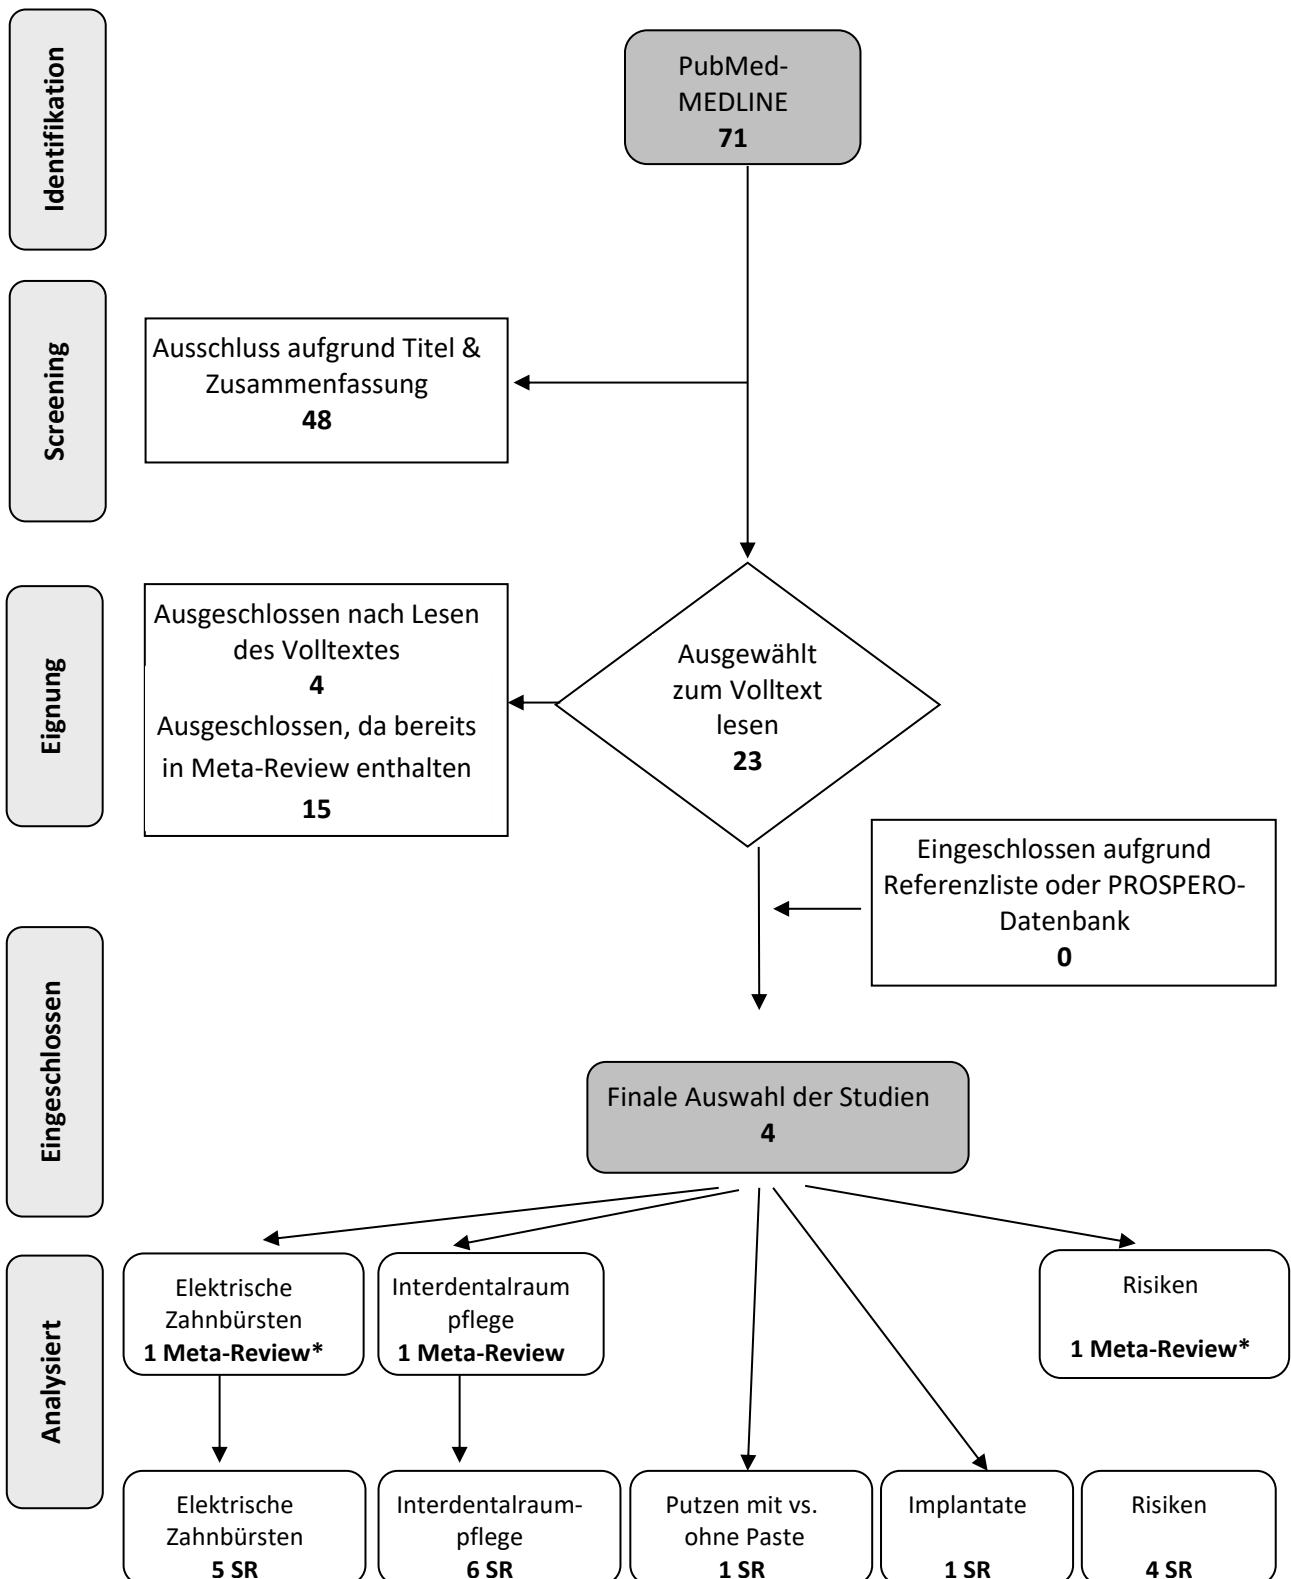 Identifikation
PubMed-
MEDLINE
71
Screening
Ausschluss aufgrund Titel &
Zusammenfassung
48
Eignung
Ausgeschlossen nach Lesen
des Volltextes
4
Ausgeschlossen, da bereits
in Meta-Review enthalten
15
Ausgewählt
zum Volltext
lesen
23
Eingeschlossen aufgrund
Referenzliste oder PROSPERO-
Datenbank
0
Eingeschlossen
Finale Auswahl der Studien
4
Analysiert
Elektrische
Zahnbürsten
1 Meta-Review*
Interdentalraum
pflege
1 Meta-Review
Risiken
1 Meta-Review*
Elektrische
Zahnbürsten
5 SR
Interdentalraum-
pflege
6 SR
Putzen mit vs.
ohne Paste
1 SR
Implantate
1 SR
Risiken
4 SR